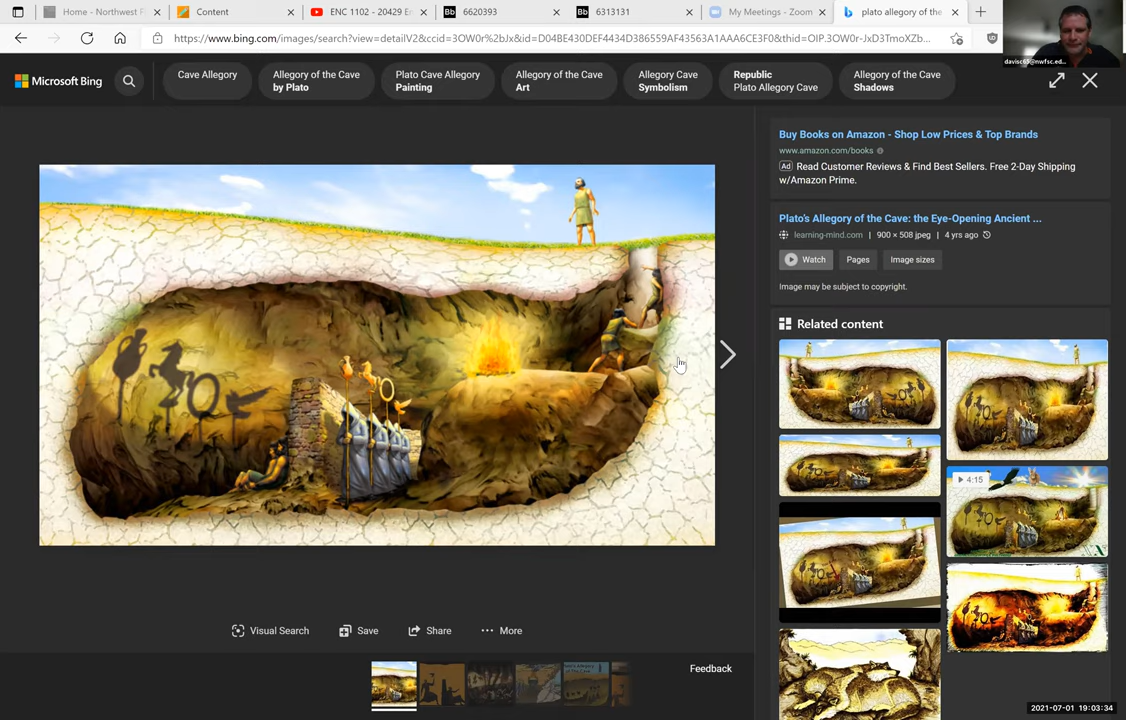 Home - Northwest Fl
Content
ENC 1102 - 20429 En
Bb 6620393
Bb 6313131
My Meetings - Zoom
plato allegory of the
https://www.bing.com/images/search?view=detailV2&ccid=3OW0r%2bJx&id=D04BE430DEF4434D386559AF43563A1AAA6CE3F0&thid=OIP.3OW0r-JxD3TmoXZb...
davisc65@nwfsc.ed...
Microsoft Bing
Cave Allegory
Allegory of the Cave
by Plato
Plato Cave Allegory
Painting
Allegory of the Cave
Art
Allegory Cave
Symbolism
Republic
Plato Allegory Cave
Allegory of the Cave
Shadows
Buy Books on Amazon - Shop Low Prices & Top Brands
www.amazon.com/books
Ad Read Customer Reviews & Find Best Sellers. Free 2-Day Shipping
w/Amazon Prime.
Plato's Allegory of the Cave: the Eye-Opening Ancient ...
learning-mind.com | 900 × 508 jpeg | 4 yrs ago
Watch
Pages
Image sizes
Image may be subject to copyright.
Related content
4:15
Visual Search
Save
Share
More
Feedback
2021-07-01 19:03:34